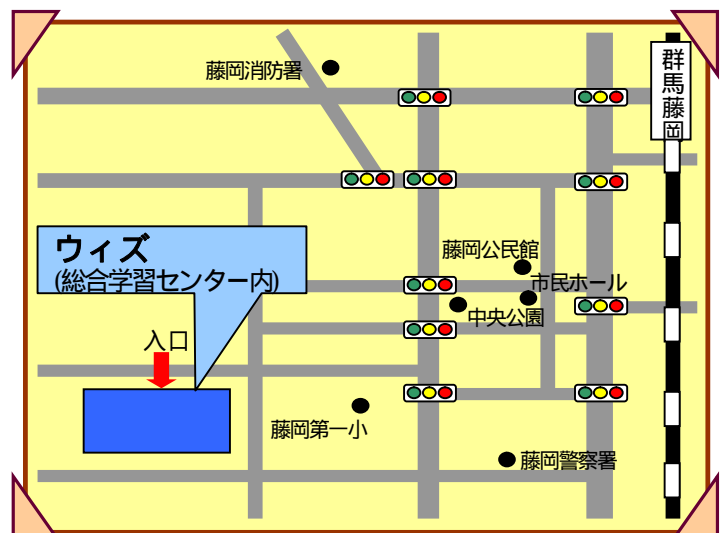 藤岡消防署
群馬藤岡
ウィズ
(総合学習センター内)
藤岡公民館
市民ホール
中央公園
入口
藤岡第一小
藤岡警察署